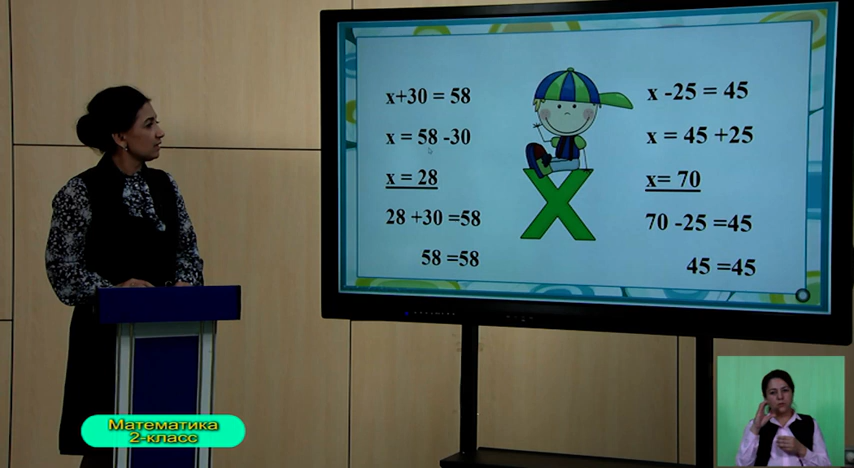 x+30 = 58
x = 58 -30
x = 28
28 +30 =58
58 =58
x -25 = 45
x = 45 +25
x= 70
70 -25 =45
45 =45
Математика
2-класс